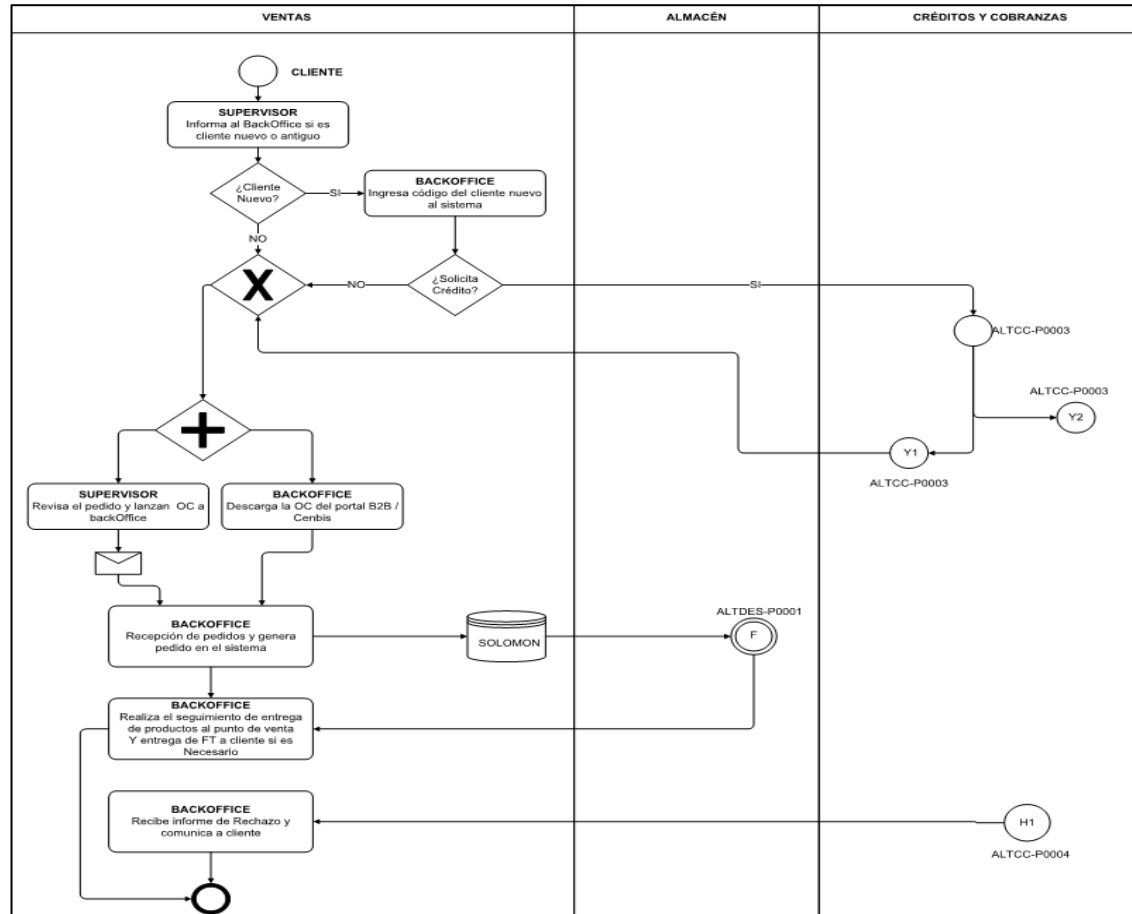 VENTAS
ALMACÉN
CRÉDITOS Y COBRANZAS
CLIENTE
SUPERVISOR
Informa al BackOffice si es
cliente nuevo o antiguo
¿Cliente
Nuevo?
SI
BACKOFFICE
Ingresa código del cliente nuevo
al sistema
NO
X
NO
¿Solicita
Crédito?
SI
ALTCC-P0003
ALTCC-P0003
Y2
Y1
ALTCC-P0003
SUPERVISOR
Revisa el pedido y lanzan OC a
backOffice
BACKOFFICE
Descarga la OC del portal B2B /
Cenbis
BACKOFFICE
Recepción de pedidos y genera
pedido en el sistema
SOLOMON
ALTDES-P0001
F
BACKOFFICE
Realiza el seguimiento de entrega
de productos al punto de venta
Y entrega de FT a cliente si es
Necesario
BACKOFFICE
Recibe informe de Rechazo y
comunica a cliente
H1
ALTCC-P0004